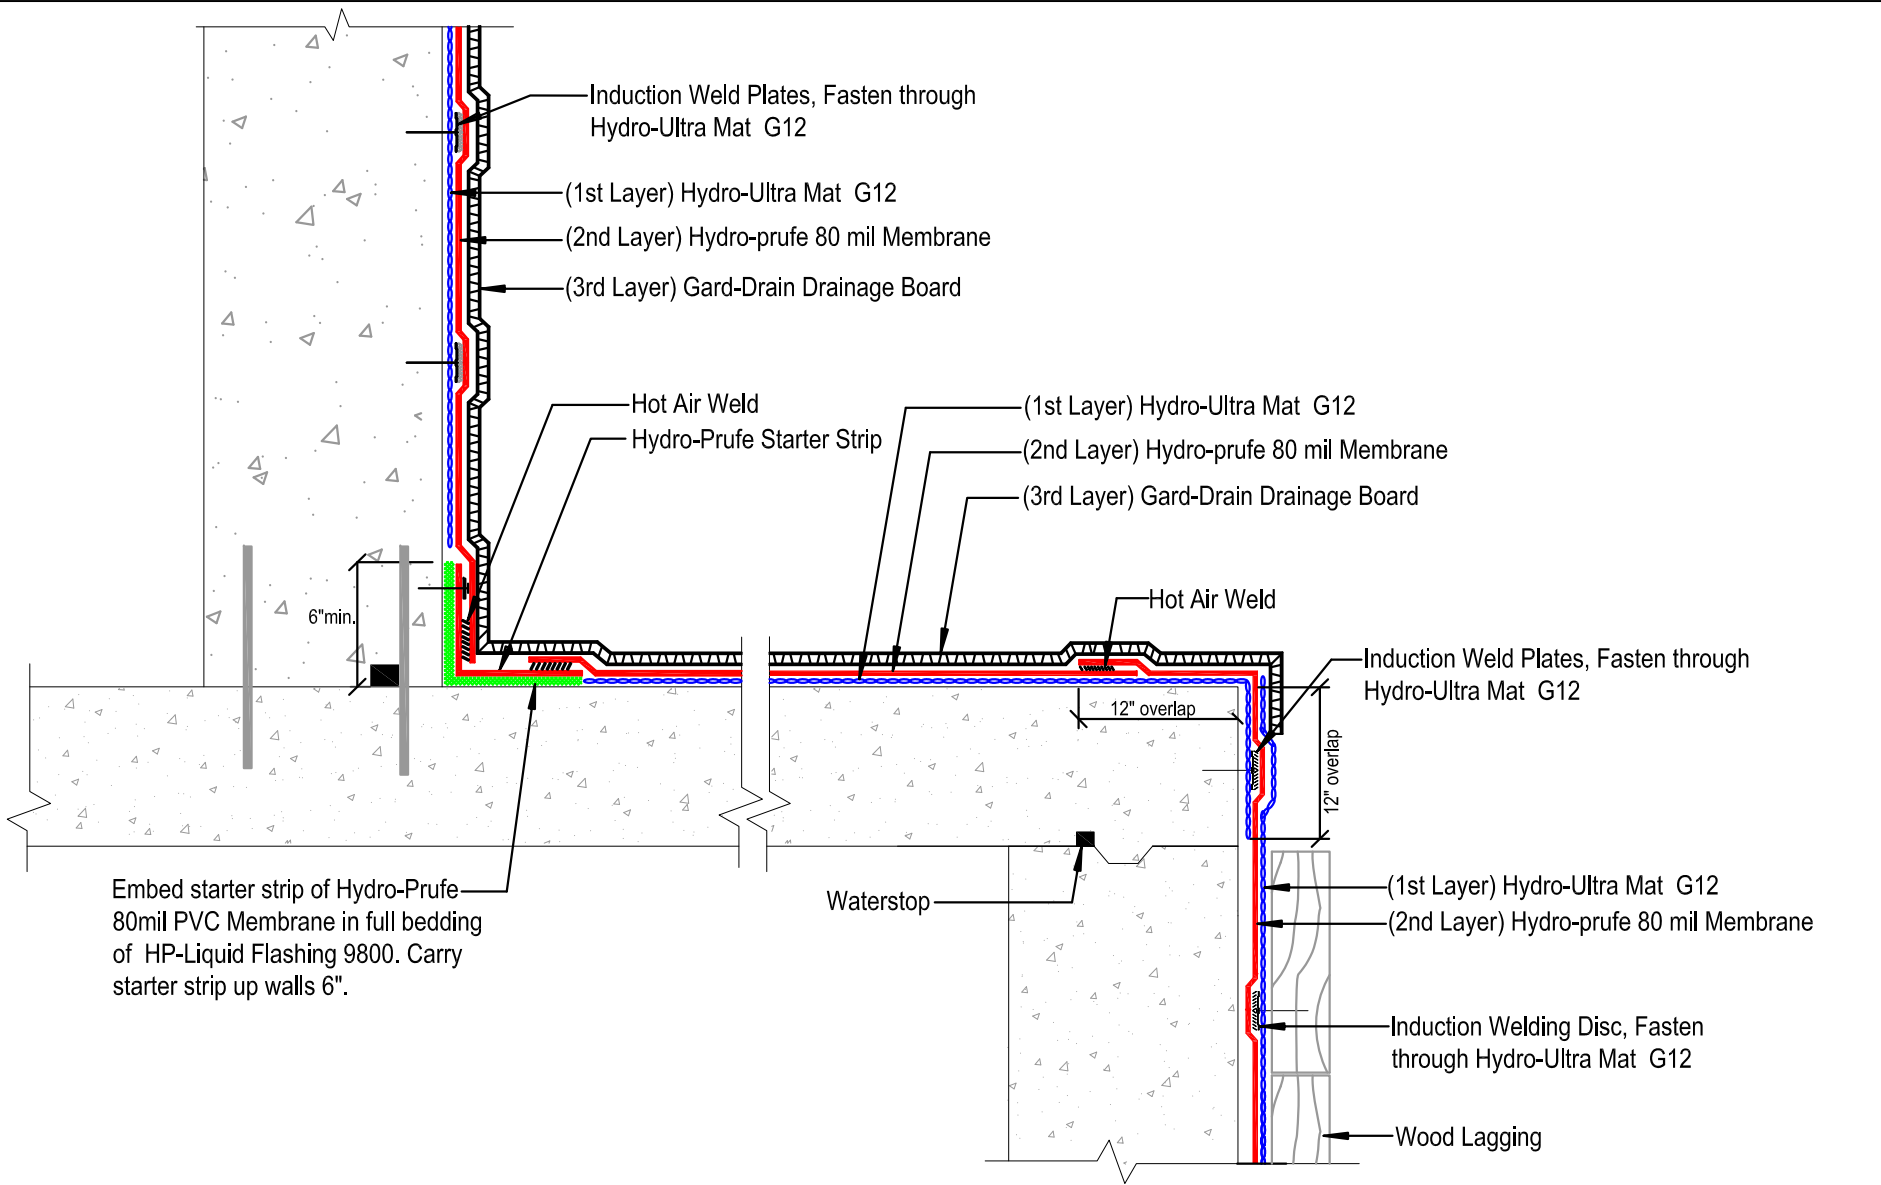 Induction Weld Plates, Fasten through
Hydro-Ultra Mat G12
(1st Layer) Hydro-Ultra Mat G12
(2nd Layer) Hydro-prufe 80 mil Membrane
(3rd Layer) Gard-Drain Drainage Board
Hot Air Weld
Hydro-Prufe Starter Strip
(1st Layer) Hydro-Ultra Mat G12
(2nd Layer) Hydro-prufe 80 mil Membrane
(3rd Layer) Gard-Drain Drainage Board
6"min.
Hot Air Weld
Induction Weld Plates, Fasten through
Hydro-Ultra Mat G12
12" overlap
12" overlap
Embed starter strip of Hydro-Prufe
80mil PVC Membrane in full bedding
of HP-Liquid Flashing 9800. Carry
starter strip up walls 6".
Waterstop
(1st Layer) Hydro-Ultra Mat G12
(2nd Layer) Hydro-prufe 80 mil Membrane
Induction Welding Disc, Fasten
through Hydro-Ultra Mat G12
Wood Lagging